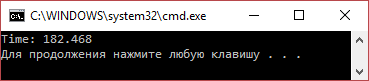 C:\WINDOWS\system32\cmd.exe
Time: 182.468
Для продолжения нажмите любую клавишу . . .